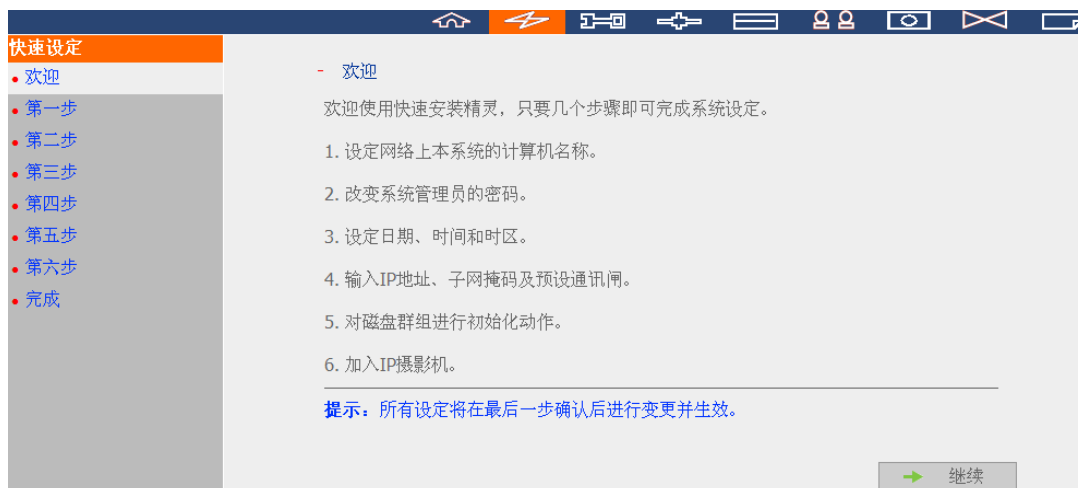 快速设定
欢迎
第一步
第二步
第三步
第四步
第五步
第六步
完成
- 欢迎
欢迎使用快速安装精灵，只要几个步骤即可完成系统设定。
1. 设定网络上本系统的计算机名称。
2. 改变系统管理员的密码。
3. 设定日期、时间和时区。
4. 输入IP地址、子网掩码及预设通讯闸。
5. 对磁盘群组进行初始化动作。
6. 加入IP摄影机。
提示：所有设定将在最后一步确认后进行变更并生效。
继续